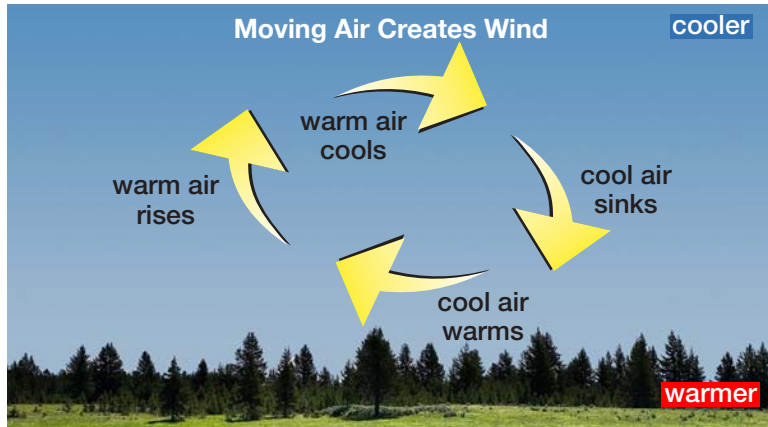 Moving Air Creates Wind
cooler
warm air
cools
warm air
rises
cool air
sinks
cool air
warms
warmer